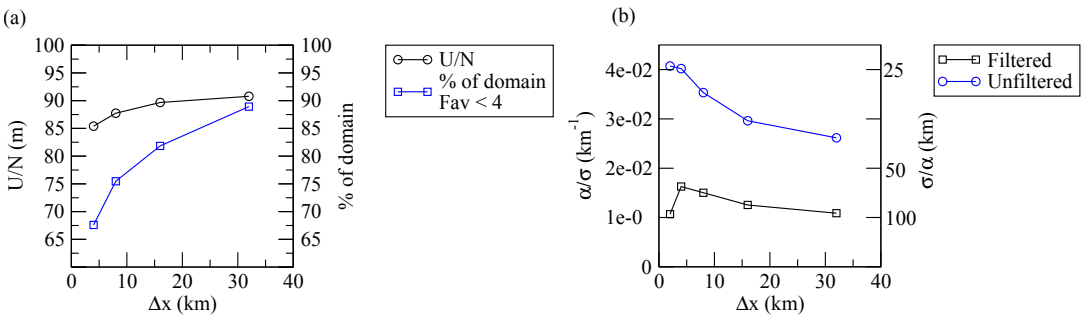 (a)
100
95
90
85
80
75
70
65
U/N (m)
100
95
90
85
80
75
70
65
% of domain
0
10
20
30
40
Δx (km)
U/N
% of domain
Fav < 4
(b)
4e-02
3e-02
2e-02
1e-0
0
α/σ (km⁻¹)
25
50
100
σ/α (km)
0
10
20
30
40
Δx (km)
Filtered
Unfiltered